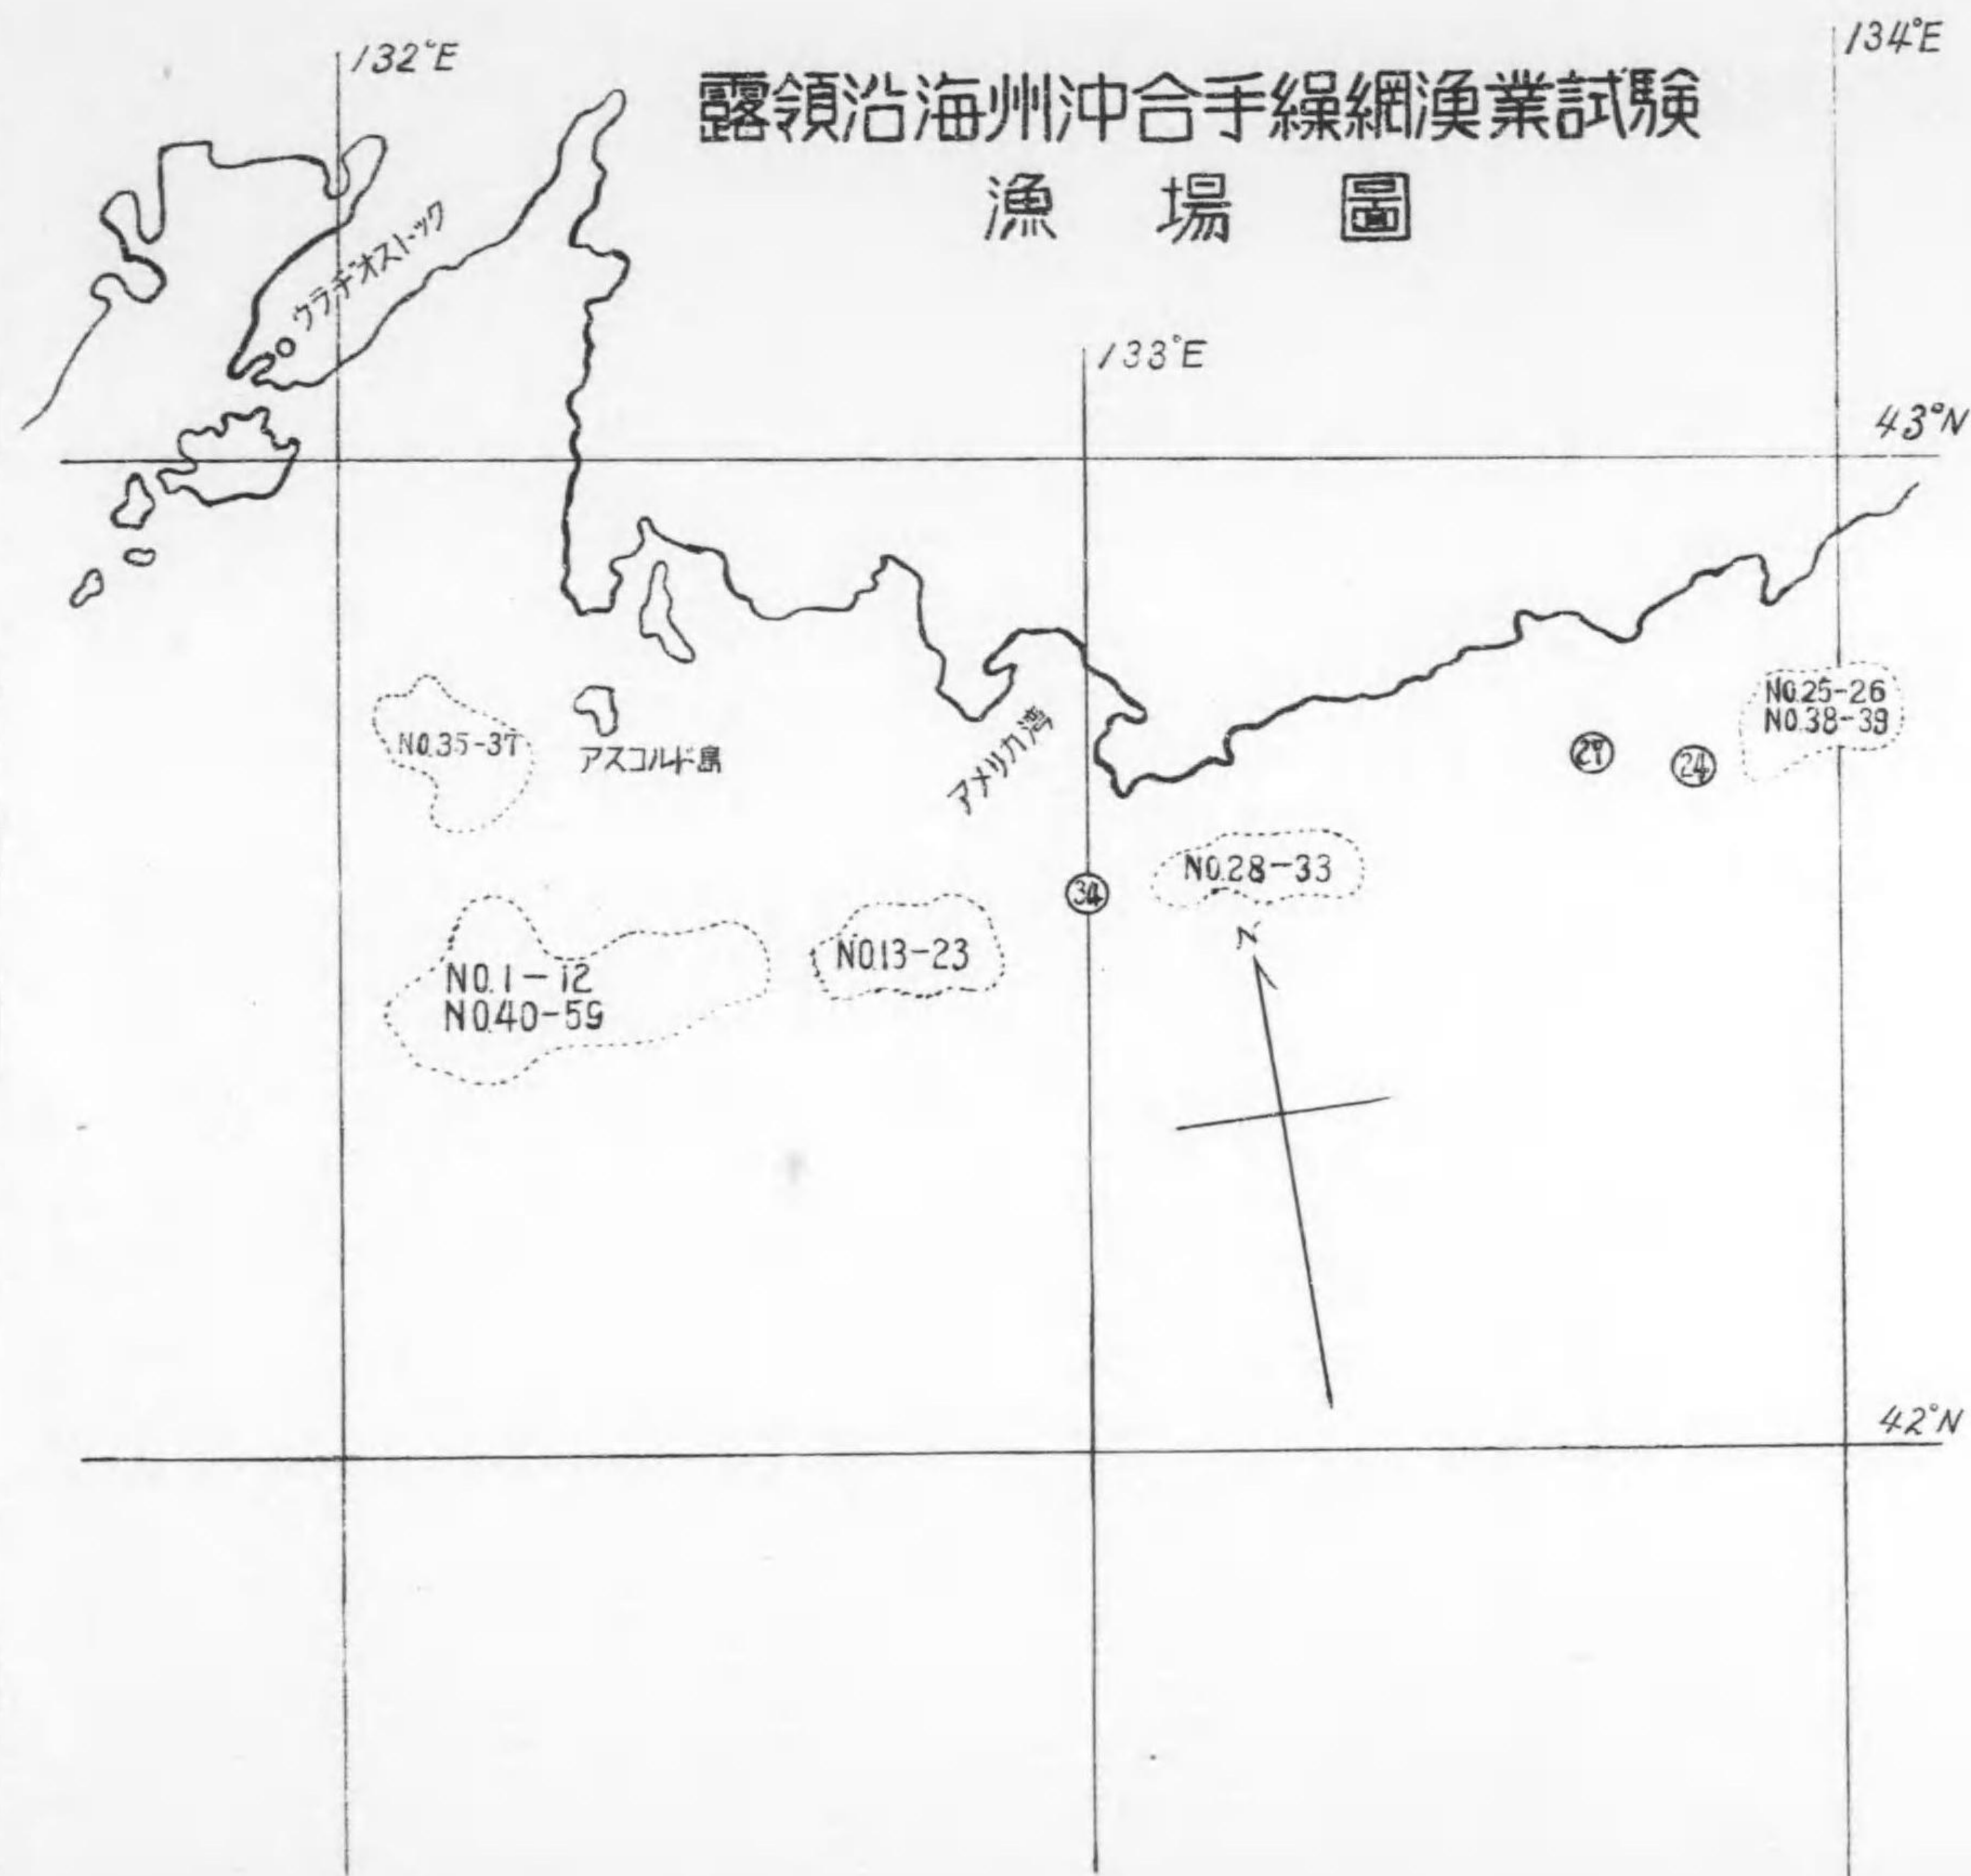 132°E
134°E
露領沿海州沖合手繰網漁業試験
漁場圖
ウラヂオストック
133°E
43°N
アスコルド島
アメリカ湾
NO.35-37
NO.25-26
NO.38-39
24
34
NO.28-33
NO.1-12
NO.40-59
NO.13-23
N
42°N